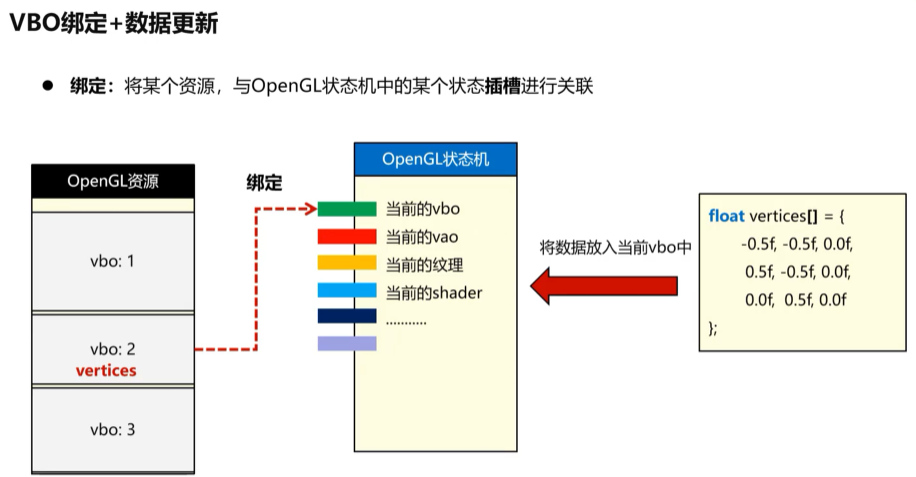 VBO绑定+数据更新
● 绑定：将某个资源，与OpenGL状态机中的某个状态插槽进行关联
OpenGL资源
vbo: 1
vbo: 2
vertices
vbo: 3
绑定
OpenGL状态机
当前的vbo
当前的vao
当前的纹理
当前的shader
...........
将数据放入当前vbo中
float vertices[] = {
-0.5f, -0.5f, 0.0f,
0.5f, -0.5f, 0.0f,
0.0f, 0.5f, 0.0f
};